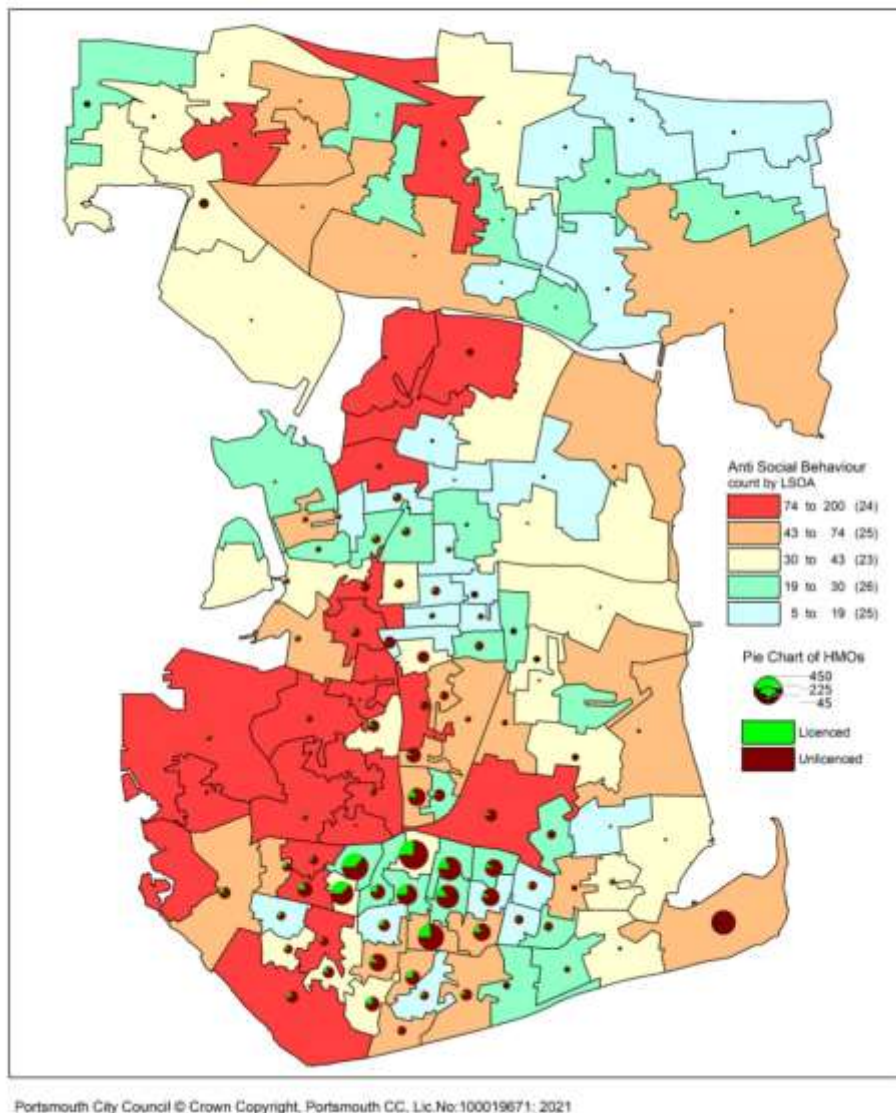 Anti Social Behaviour
count by LSOA
74 to 200 (24)
43 to 74 (25)
30 to 43 (23)
19 to 30 (26)
5 to 19 (25)
Pie Chart of HMOs
450
225
45
Licenced
Unlicenced
Portsmouth City Council © Crown Copyright, Portsmouth CC, Lic.No:100019671: 2021